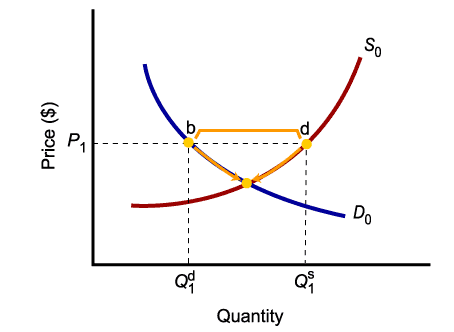 S₀
b
d
Price ($)
P₁
D₀
Q₁ᵈ
Q₁ˢ
Quantity